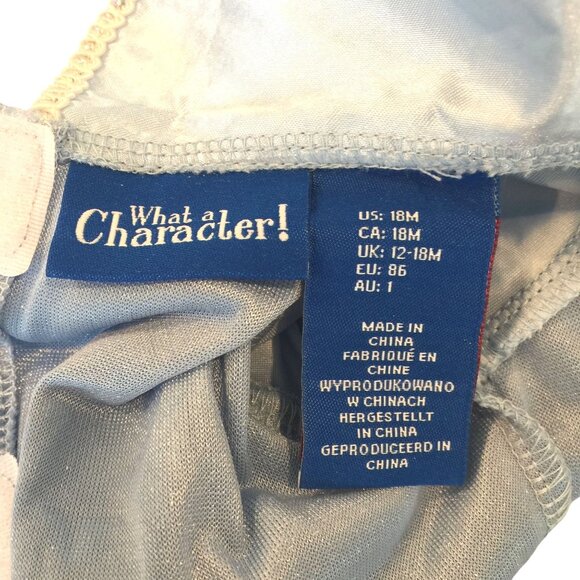 What a
Character!
US: 18M
CA: 18M
UK: 12-18M
EU: 86
AU: 1
MADE IN
CHINA
FABRIQUÉ EN
CHINE
WYPRODUKOWANO
W CHINACH
HERGESTELLT
IN CHINA
GEPRODUCEERD IN
CHINA